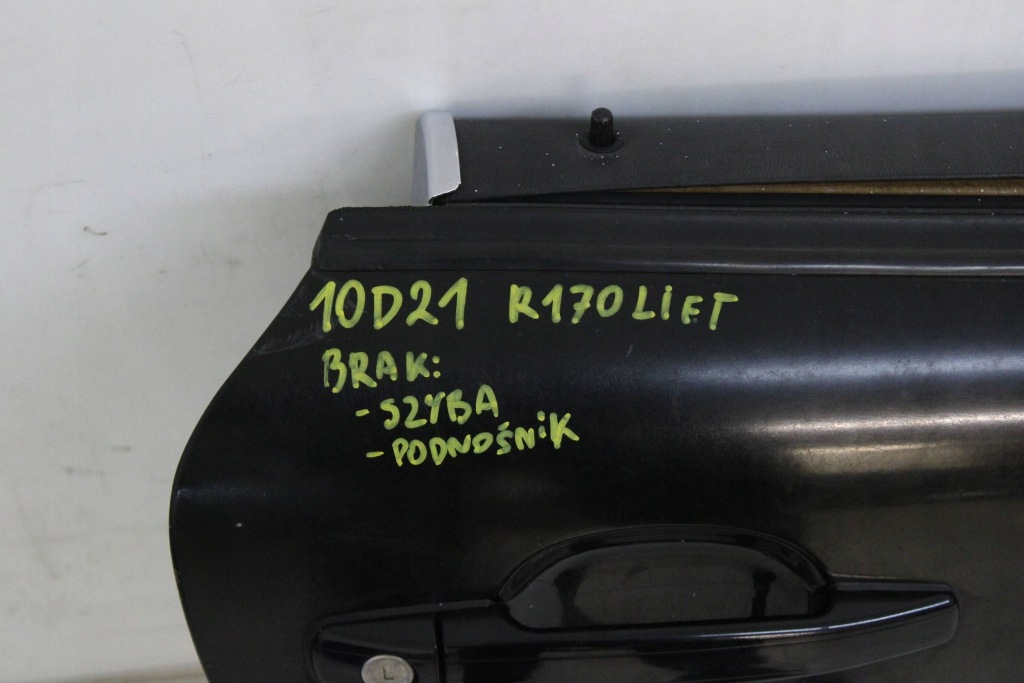 10D21 R170 LIFT
BRAK:
- SZYBA
- PODNOŚNIK
L